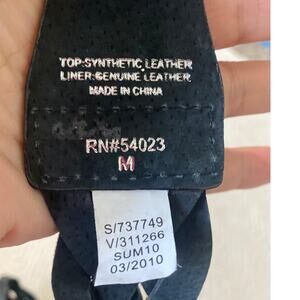 TOP:SYNTHETIC LEATHER
LINER:GENUINE LEATHER
MADE IN CHINA
RN#54023
M
S/737749
V/311266
SUM10
03/2010